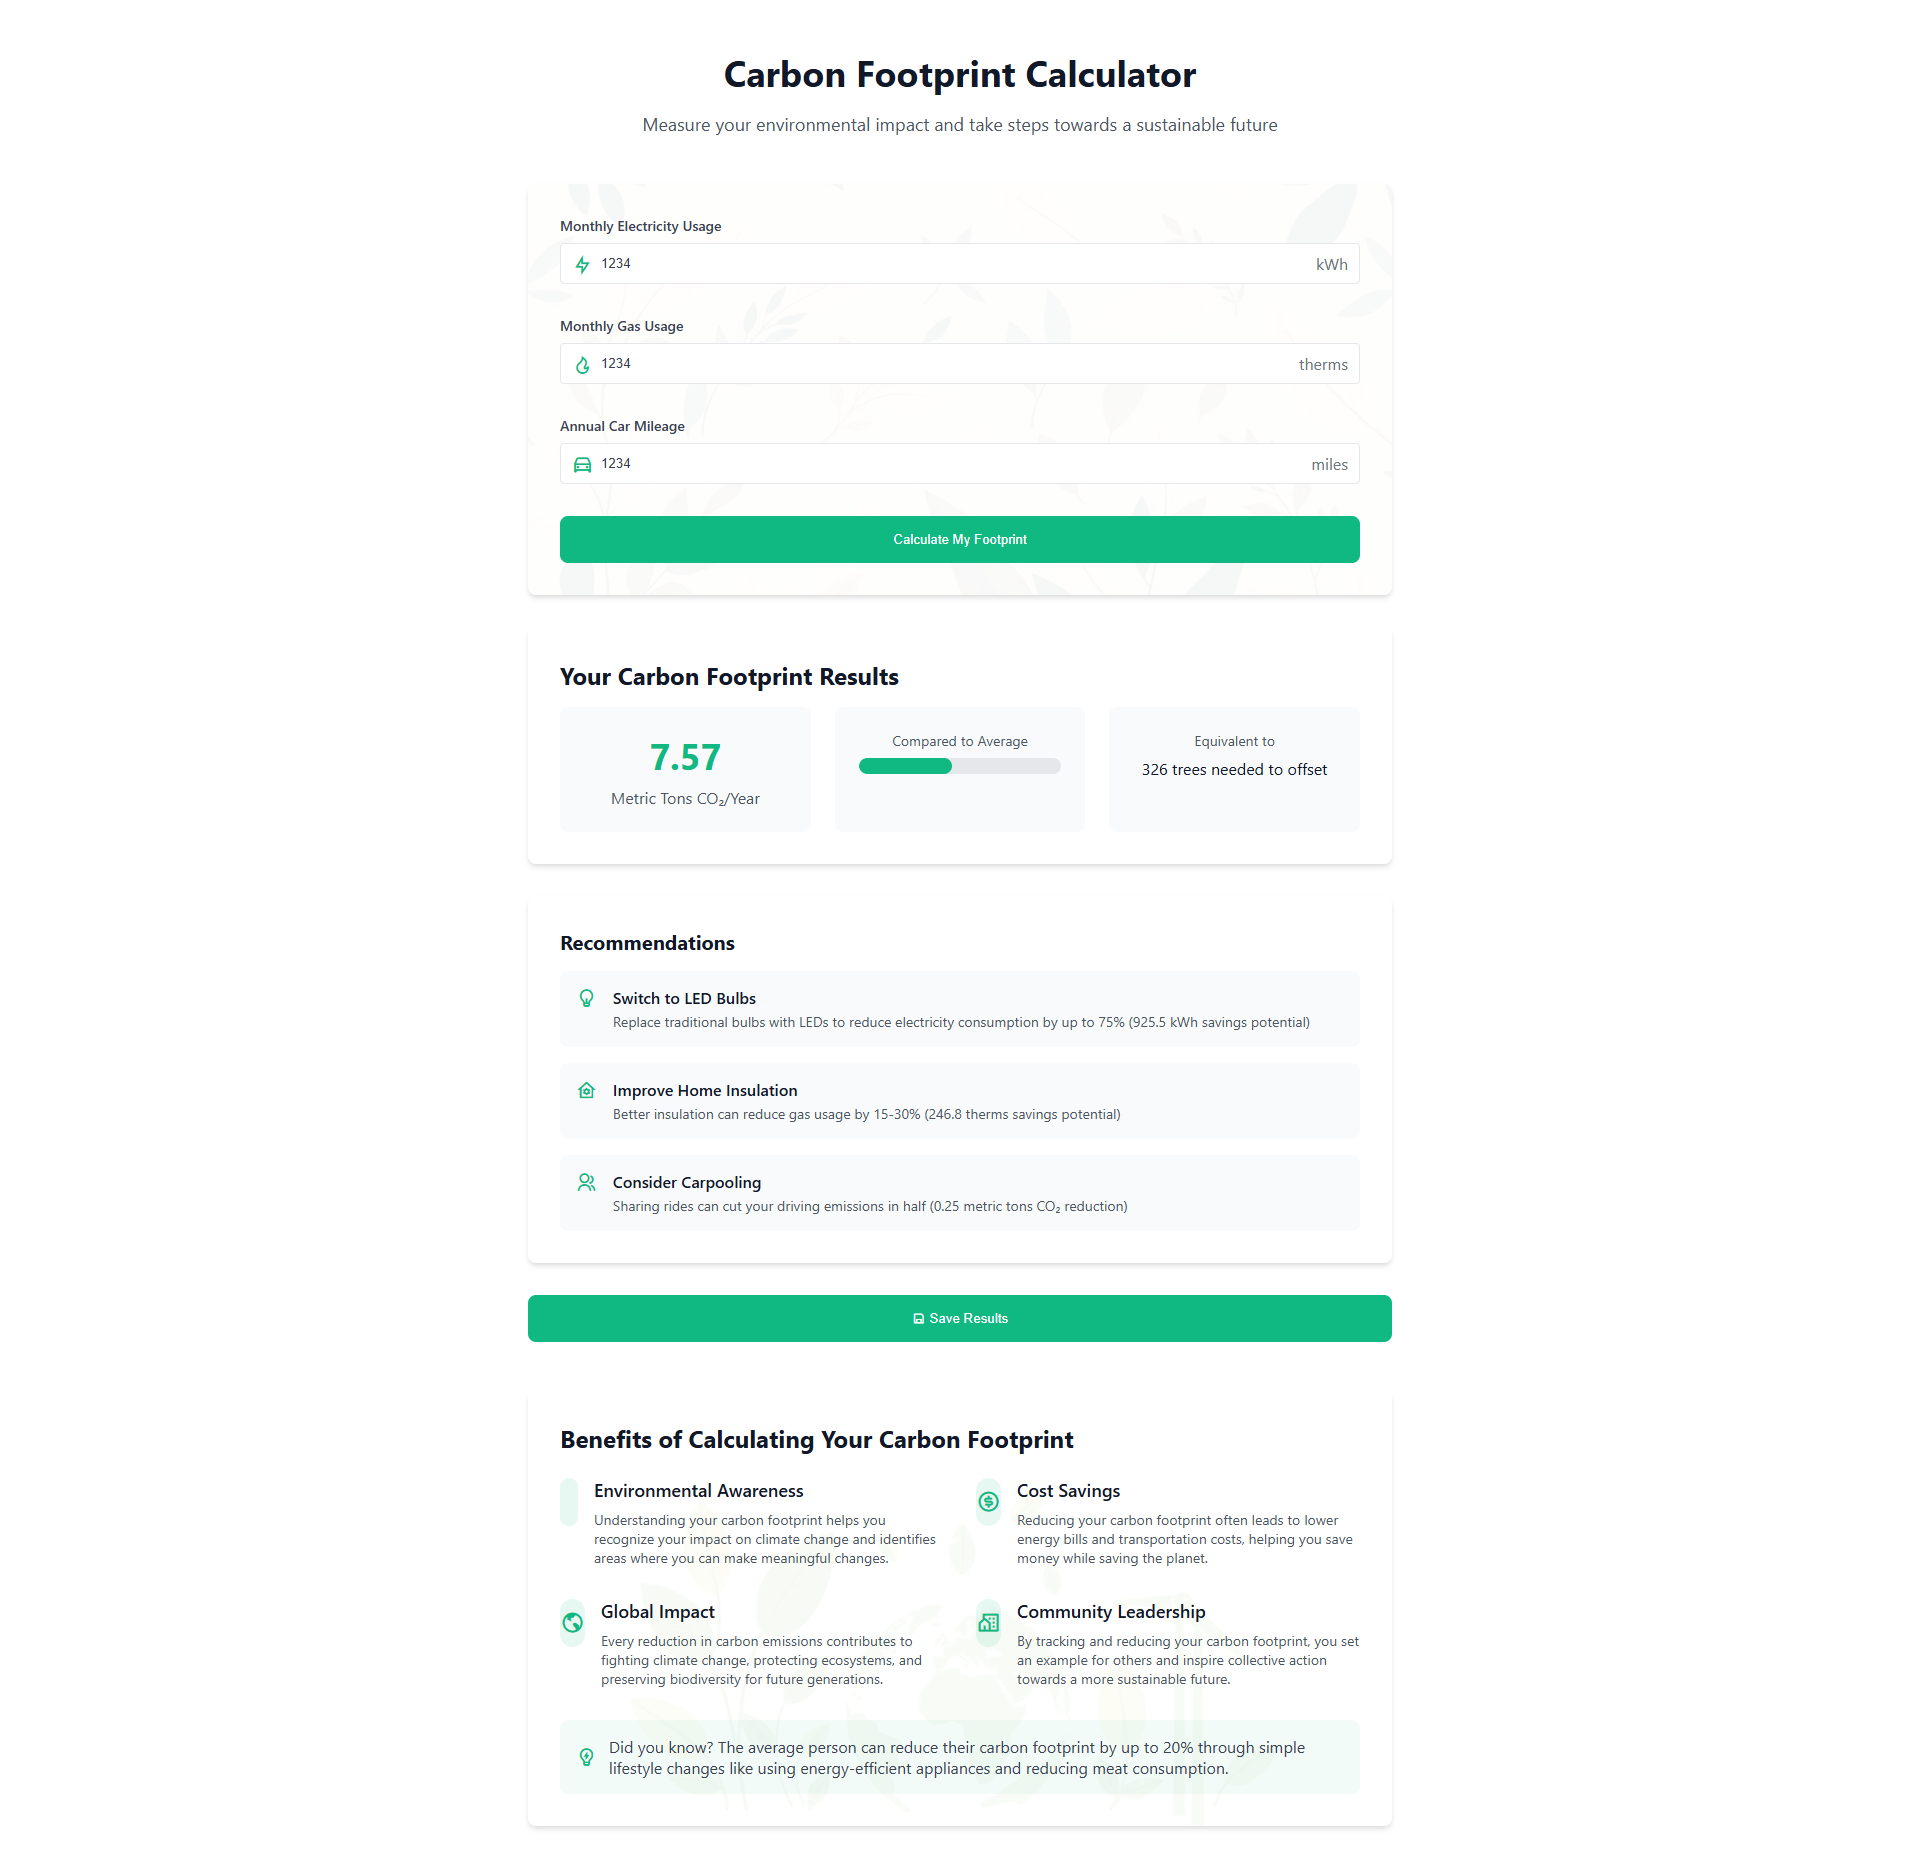 Carbon Footprint Calculator
Measure your environmental impact and take steps towards a sustainable future
Monthly Electricity Usage
1234 kWh
Monthly Gas Usage
1234 therms
Annual Car Mileage
1234 miles
Calculate My Footprint
Your Carbon Footprint Results
7.57
Metric Tons CO₂/Year
Compared to Average
Equivalent to
326 trees needed to offset
Recommendations
Switch to LED Bulbs
Replace traditional bulbs with LEDs to reduce electricity consumption by up to 75% (925.5 kWh savings potential)
Improve Home Insulation
Better insulation can reduce gas usage by 15-30% (246.8 therms savings potential)
Consider Carpooling
Sharing rides can cut your driving emissions in half (0.25 metric tons CO₂ reduction)
Save Results
Benefits of Calculating Your Carbon Footprint
Environmental Awareness
Understanding your carbon footprint helps you
recognize your impact on climate change and identifies
areas where you can make meaningful changes.
Cost Savings
Reducing your carbon footprint often leads to lower
energy bills and transportation costs, helping you save
money while saving the planet.
Global Impact
Every reduction in carbon emissions contributes to
fighting climate change, protecting ecosystems, and
preserving biodiversity for future generations.
Community Leadership
By tracking and reducing your carbon footprint, you set
an example for others and inspire collective action
towards a more sustainable future.
Did you know? The average person can reduce their carbon footprint by up to 20% through simple
lifestyle changes like using energy-efficient appliances and reducing meat consumption.